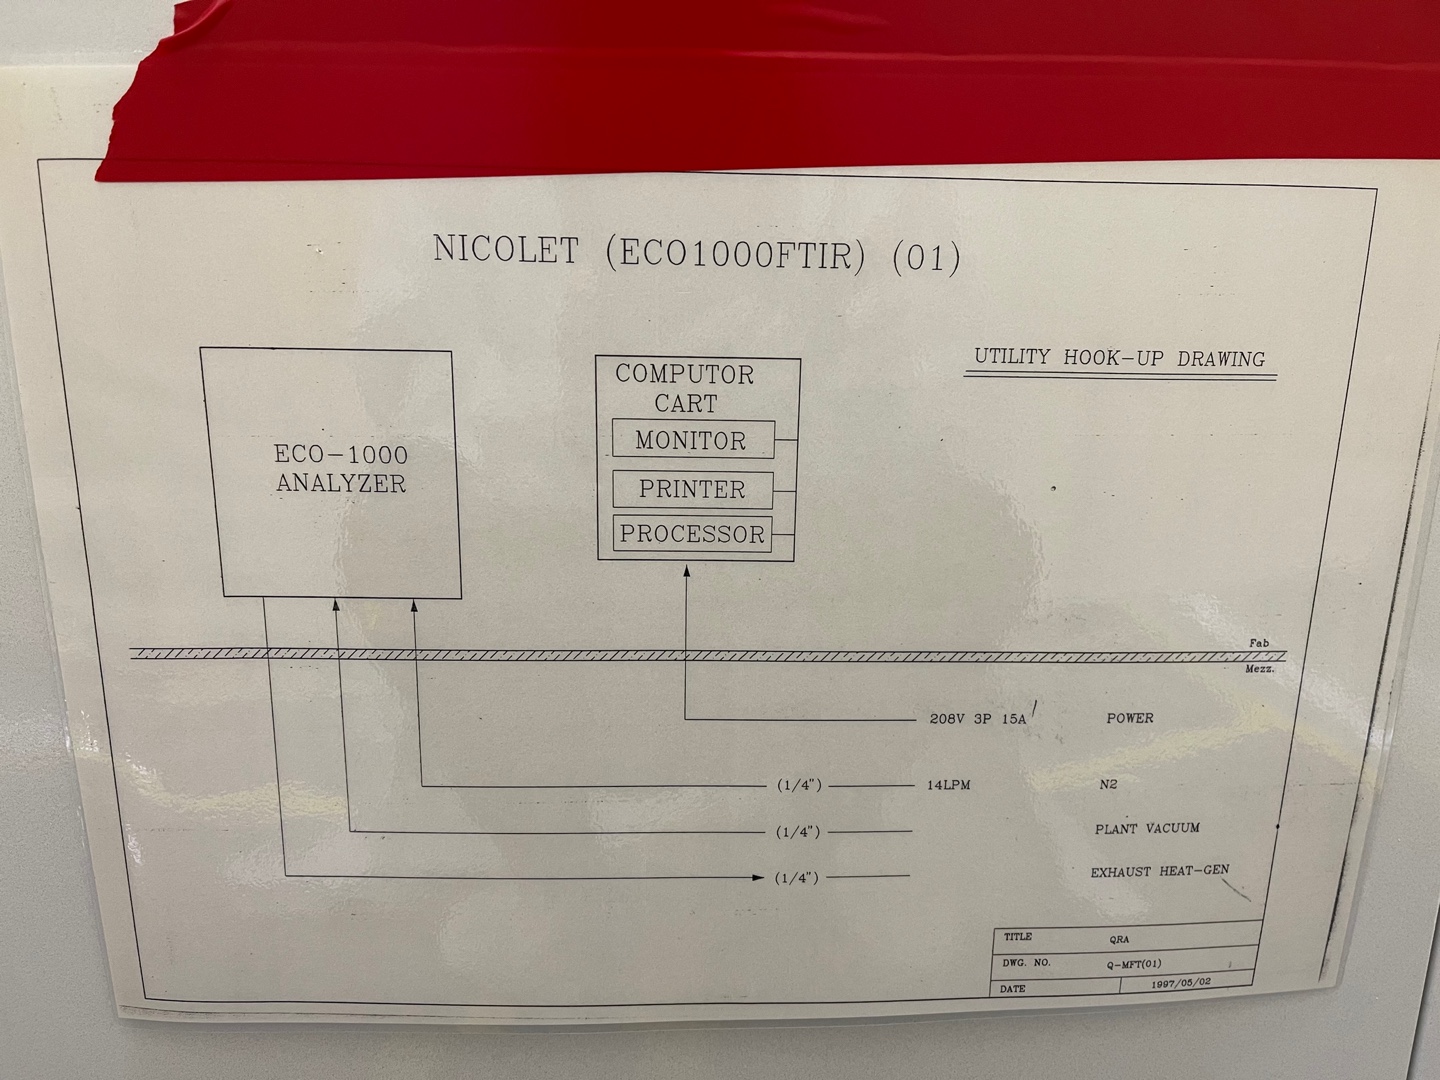 NICOLET (ECO1000FTIR) (01)
UTILITY HOOK-UP DRAWING
ECO-1000
ANALYZER
COMPUTOR
CART
MONITOR
PRINTER
PROCESSOR
Fab
Mezz.
208V 3P 15A POWER
(1/4") 14LPM N2
(1/4") PLANT VACUUM
(1/4") EXHAUST HEAT-GEN
TITLE QRA
DWG. NO. Q-MFT(01)
DATE 1997/05/02